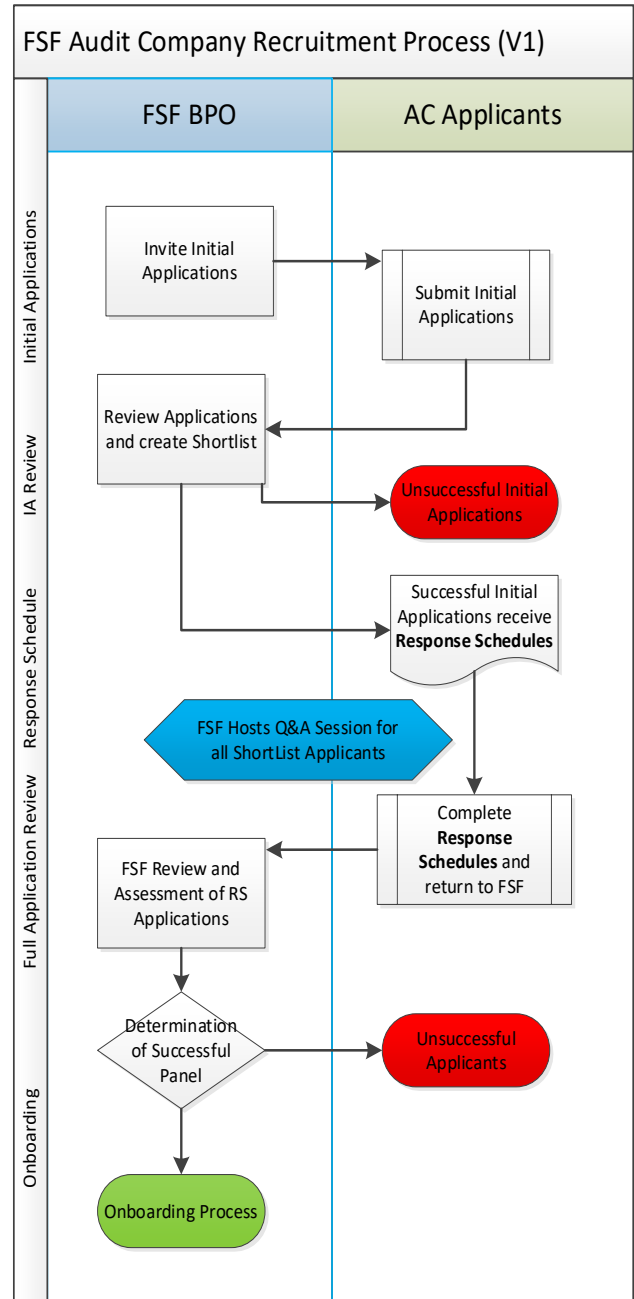 FSF Audit Company Recruitment Process (V1)
FSF BPO
AC Applicants
Initial Applications
Invite Initial
Applications
Submit Initial
Applications
IA Review
Review Applications
and create Shortlist
Unsuccessful Initial
Applications
Response Schedule
Successful Initial
Applications receive
Response Schedules
FSF Hosts Q&A Session for
all ShortList Applicants
Full Application Review
Complete
Response
Schedules and
return to FSF
FSF Review and
Assessment of RS
Applications
Onboarding
Determination
of Successful
Panel
Unsuccessful
Applicants
Onboarding Process